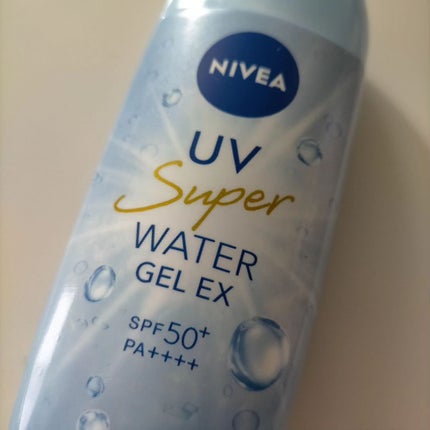 NIVEA
UV
Super
WATER
GEL EX
SPF50+
PA++++